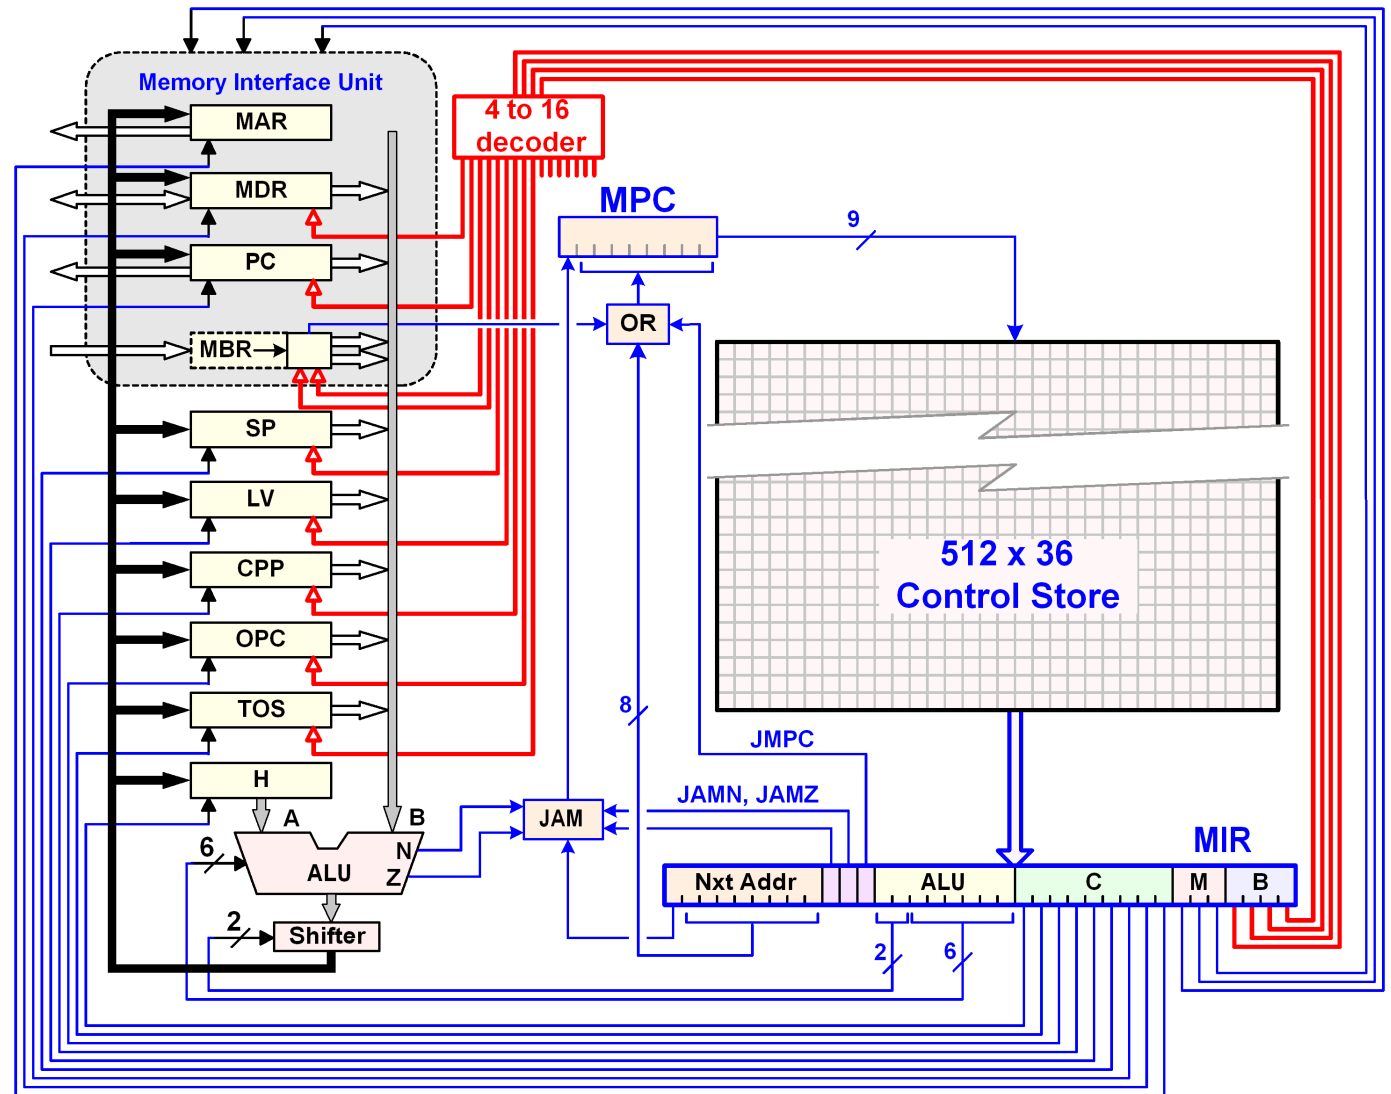 Memory Interface Unit
4 to 16
decoder
MAR
MDR
MPC
9
PC
OR
MBR
SP
LV
512 x 36
Control Store
CPP
OPC
8
TOS
JMPC
H
JAMN, JAMZ
A
B
JAM
MIR
6
N
ALU
Z
Nxt Addr
ALU
C
M
B
2
Shifter
2
6